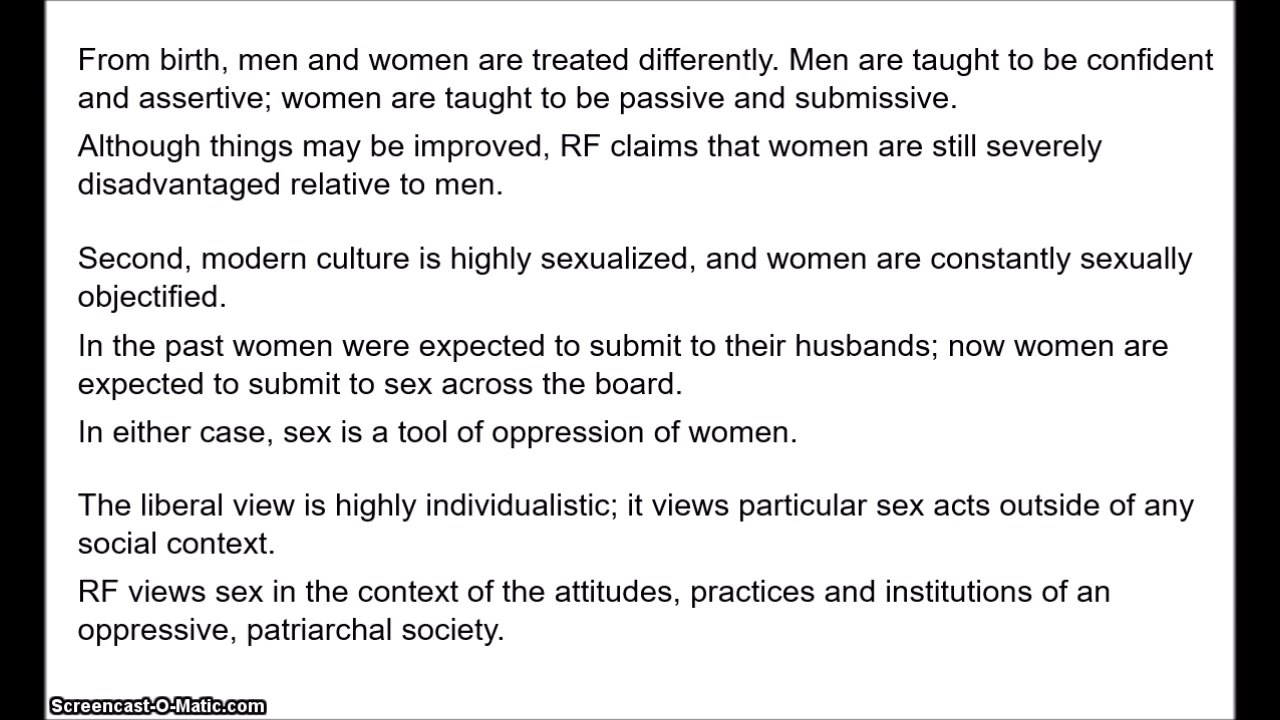 From birth, men and women are treated differently. Men are taught to be confident
and assertive; women are taught to be passive and submissive.
Although things may be improved, RF claims that women are still severely
disadvantaged relative to men.
Second, modern culture is highly sexualized, and women are constantly sexually
objectified.
In the past women were expected to submit to their husbands; now women are
expected to submit to sex across the board.
In either case, sex is a tool of oppression of women.
The liberal view is highly individualistic; it views particular sex acts outside of any
social context.
RF views sex in the context of the attitudes, practices and institutions of an
oppressive, patriarchal society.
Screencast-O-Matic.com